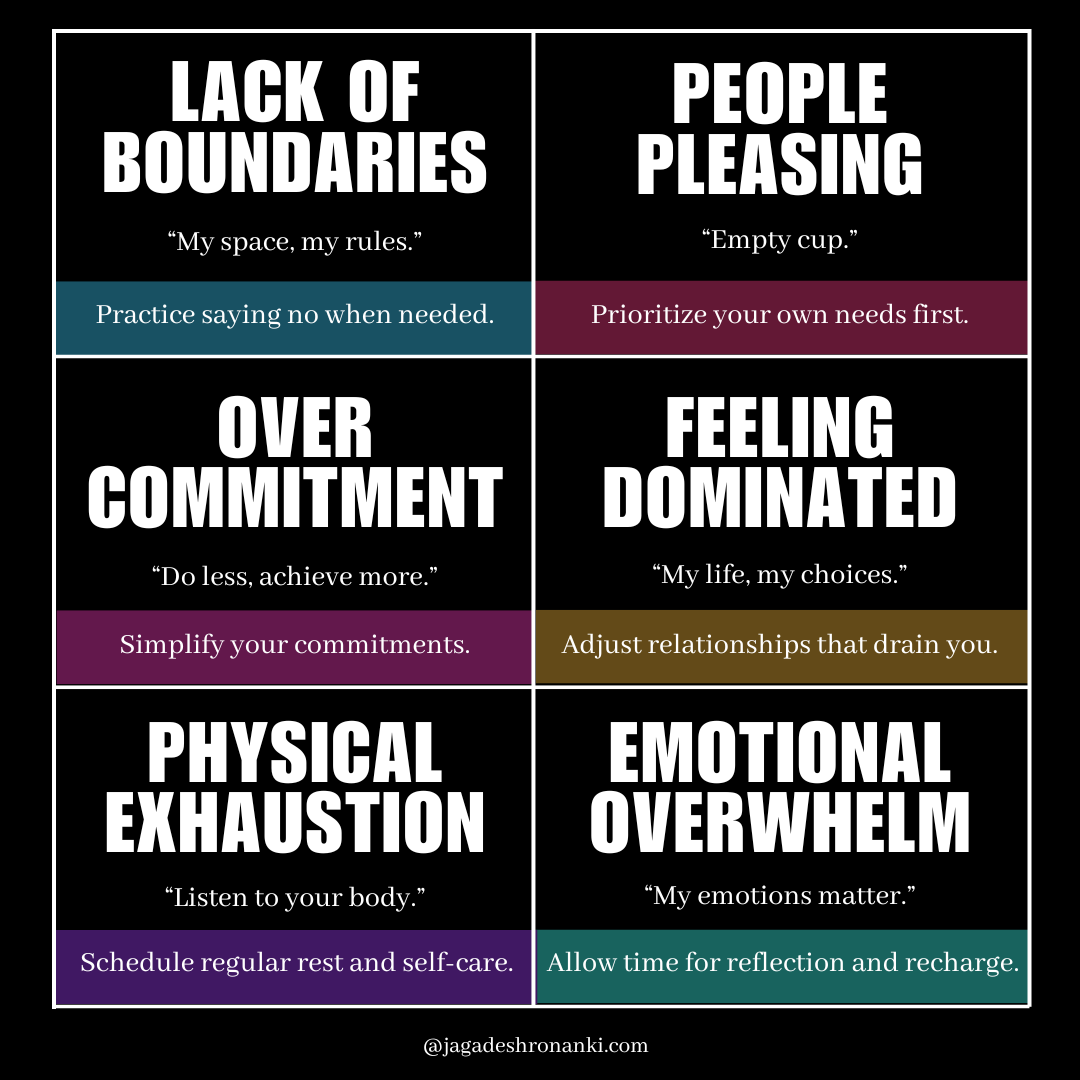 LACK OF
BOUNDARIES
“My space, my rules.”
Practice saying no when needed.
PEOPLE
PLEASING
“Empty cup.”
Prioritize your own needs first.
OVER
COMMITMENT
“Do less, achieve more.”
Simplify your commitments.
FEELING
DOMINATED
“My life, my choices.”
Adjust relationships that drain you.
PHYSICAL
EXHAUSTION
“Listen to your body.”
Schedule regular rest and self-care.
EMOTIONAL
OVERWHELM
“My emotions matter.”
Allow time for reflection and recharge.
@jagadeshronanki.com